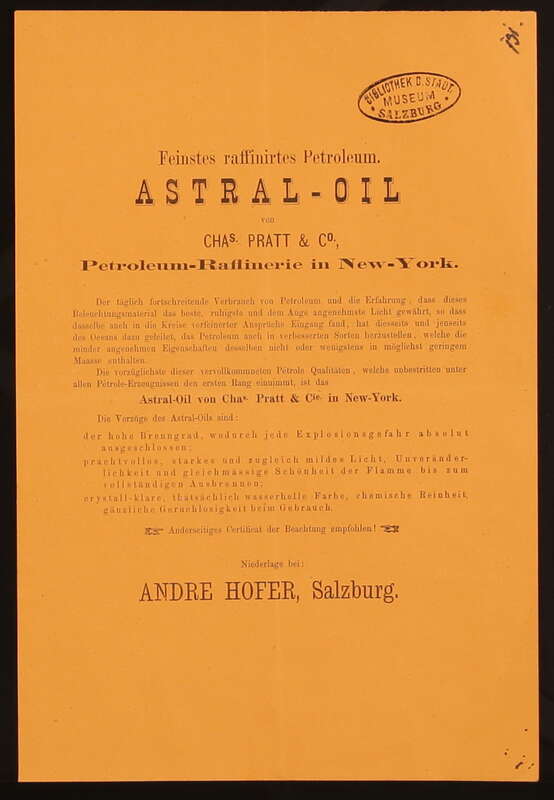 BIBLIOTHEK D. STÄDT.
MUSEUM
SALZBURG
Feinstes raffinirtes Petroleum.
ASTRAL-OIL
von
CHAS. PRATT & CO,
Petroleum-Raffinerie in New-York.
Der täglich fortschreitende Verbrauch von Petroleum und die Erfahrung, dass dieses
Beleuchtungsmaterial das beste, ruhigste und dem Auge angenehmste Licht gewährt, so dass
dasselbe auch in die Kreise verfeinerter Ansprüche Eingang fand, hat diesseits und jenseits
des Oceans dazu geleitet, das Petroleum auch in verbesserten Sorten herzustellen, welche die
minder angenehmen Eigenschaften desselben nicht oder wenigstens in möglichst geringem
Maasse enthalten.
Die vorzüglichste dieser vervollkommneten Pétrole Qualitäten, welche unbestritten unter
allen Pétrole-Erzeugnissen den ersten Rang einnimmt, ist das
Astral-Oil von Chas. Pratt & Cie. in New-York.
Die Vorzüge des Astral-Oils sind:
der hohe Brenngrad, wodurch jede Explosionsgefahr absolut
ausgeschlossen;
prachtvolles, starkes und zugleich mildes Licht, Unveränder-
lichkeit und gleichmässige Schönheit der Flamme bis zum
vollständigen Ausbrennen;
crystall-klare, thatsächlich wasserhelle Farbe, chemische Reinheit,
gänzliche Geruchlosigkeit beim Gebrauch.
Anderseitiges Certificat der Beachtung empfohlen!
Niederlage bei:
ANDRE HOFER, Salzburg.